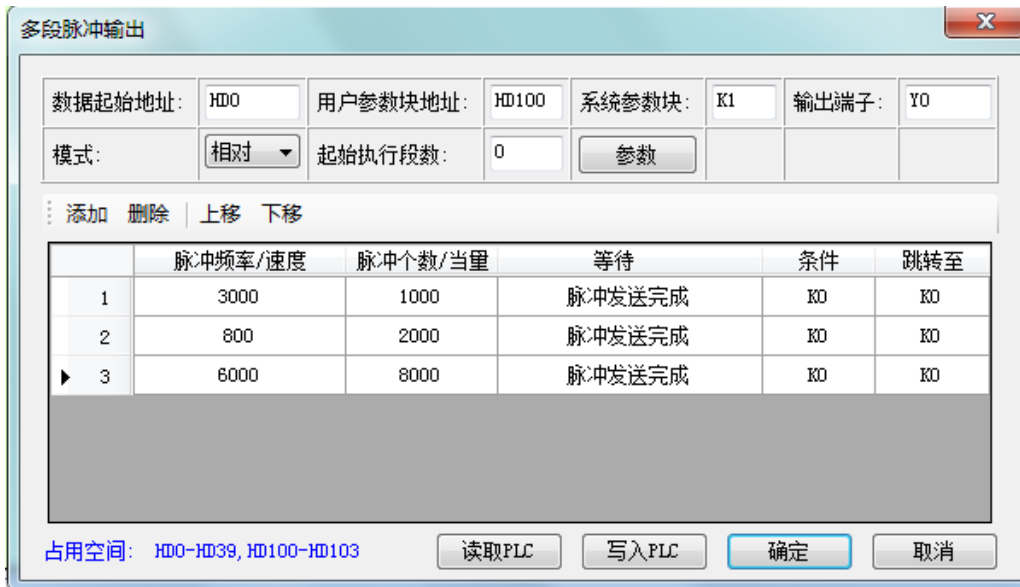 多段脉冲输出
数据起始地址: HD0 用户参数块地址: HD100 系统参数块: K1 输出端子: Y0
模式: 相对 起始执行段数: 0 参数
添加 删除 上移 下移
脉冲频率/速度 脉冲个数/当量 等待 条件 跳转至
1 3000 1000 脉冲发送完成 K0 K0
2 800 2000 脉冲发送完成 K0 K0
3 6000 8000 脉冲发送完成 K0 K0
占用空间: HD0-HD39,HD100-HD103 读取PLC 写入PLC 确定 取消